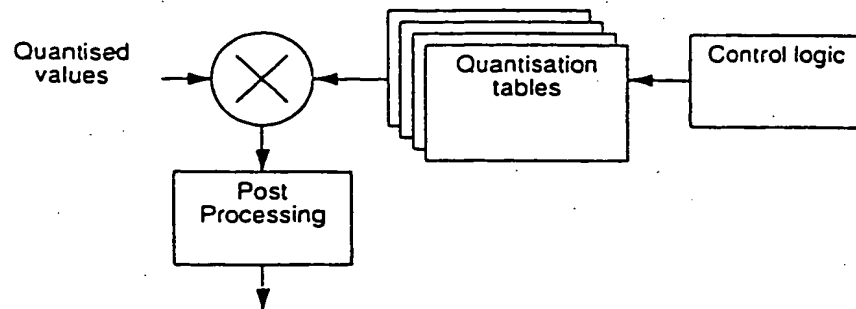 Quantised
values
Quantisation
tables
Control logic
Post
Processing